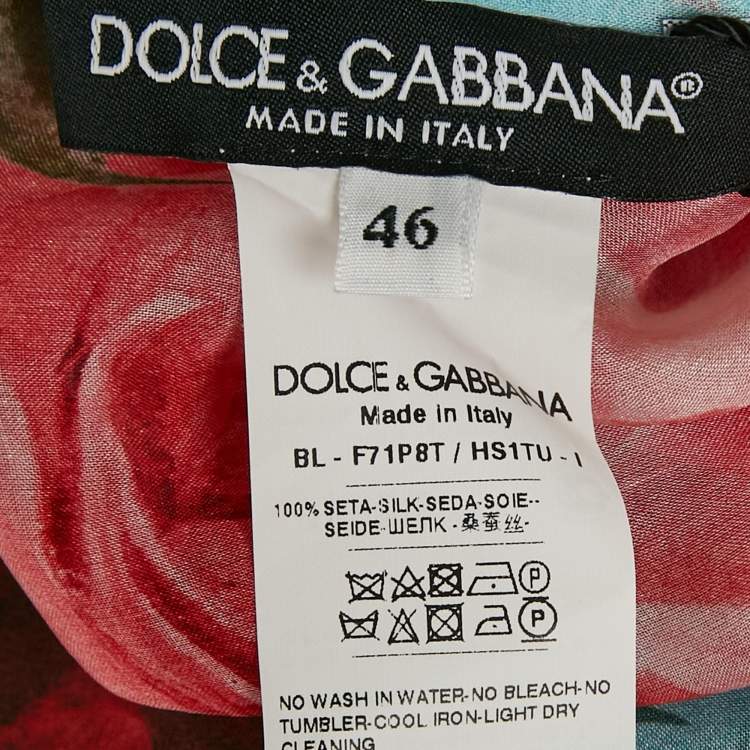 DOLCE & GABBANA®
MADE IN ITALY
46
DOLCE & GABBANA
Made in Italy
BL - F71P8T / HS1TU - I
100% SETA-SILK-SEDA-SOIE--
SEIDE-ШЕЛК -桑蚕丝-
P
P
NO WASH IN WATER-NO BLEACH-NO
TUMBLER-COOL IRON-LIGHT DRY
CLEANING